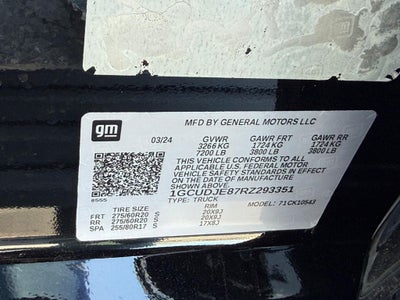 gm
MFD BY GENERAL MOTORS LLC
03/24 GVWR GAWR FRT GAWR RR
3266 KG 1724 KG 1724 KG
7200 LB 3800 LB 3800 LB
THIS VEHICLE CONFORMS TO ALL
APPLICABLE U.S. FEDERAL MOTOR
VEHICLE SAFETY STANDARDS IN EFFECT ON THE
DATE OF MANUFACTURE SHOWN ABOVE.
1GCUDJE87RZ293351
TYPE: TRUCK 71CK10543
TIRE SIZE RIM
FRT 275/60R20 S 20X9J
RR 275/60R20 S 20X9J
SPA 255/80R17 S 17X8J